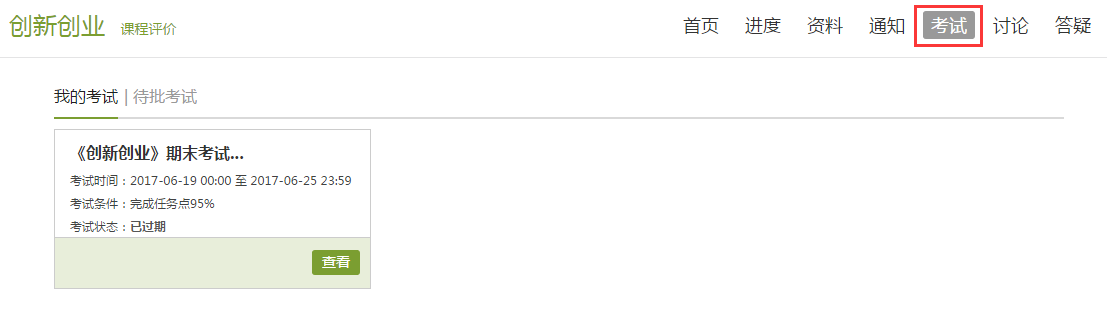 创新创业 课程评价 首页 进度 资料 通知 考试 讨论 答疑
我的考试 | 待批考试
《创新创业》期末考试...
考试时间：2017-06-19 00:00 至 2017-06-25 23:59
考试条件：完成任务点95%
考试状态：已过期
查看